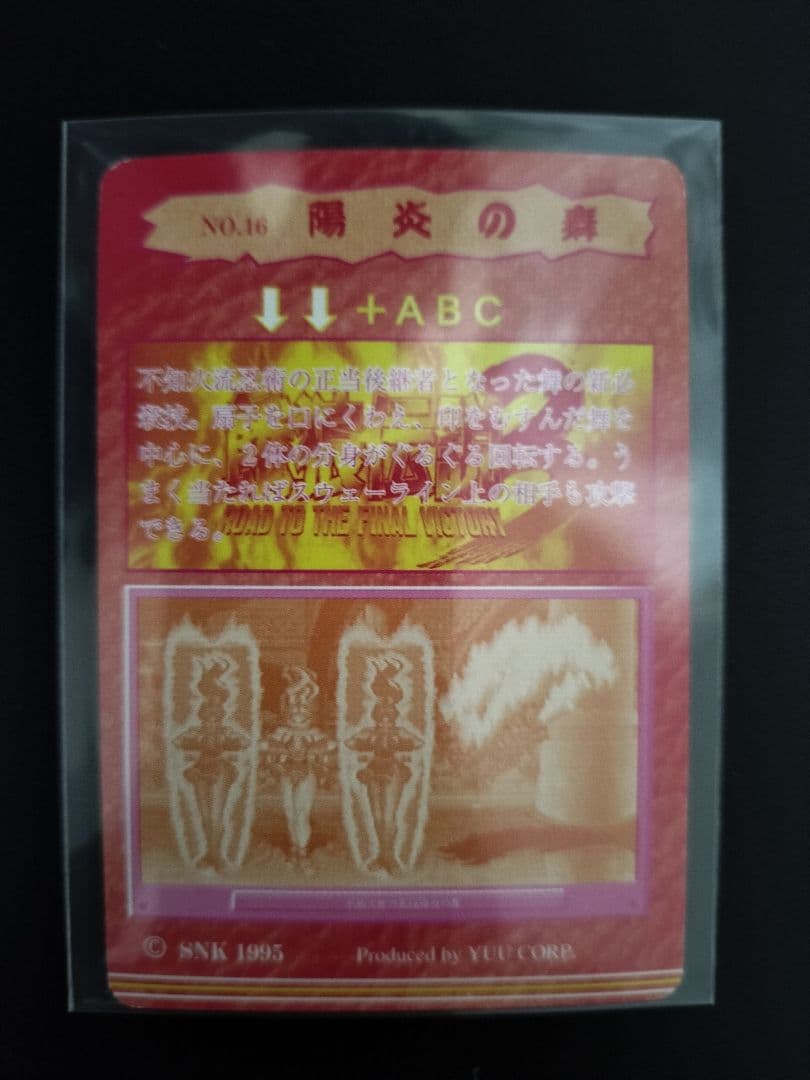 NO.46 陽炎の舞
⬇⬇+ABC
不知火流忍術の正当後継者となった舞の新必
殺技。扇子を口にくわえ、印をむすんだ舞を
中心に、2体の分身がぐるぐる回転する。う
まく当たればスウェーライン上の相手も攻撃
できる。
3
ROAD TO THE FINAL VICTORY
© SNK 1995 Produced by YUU CORP.